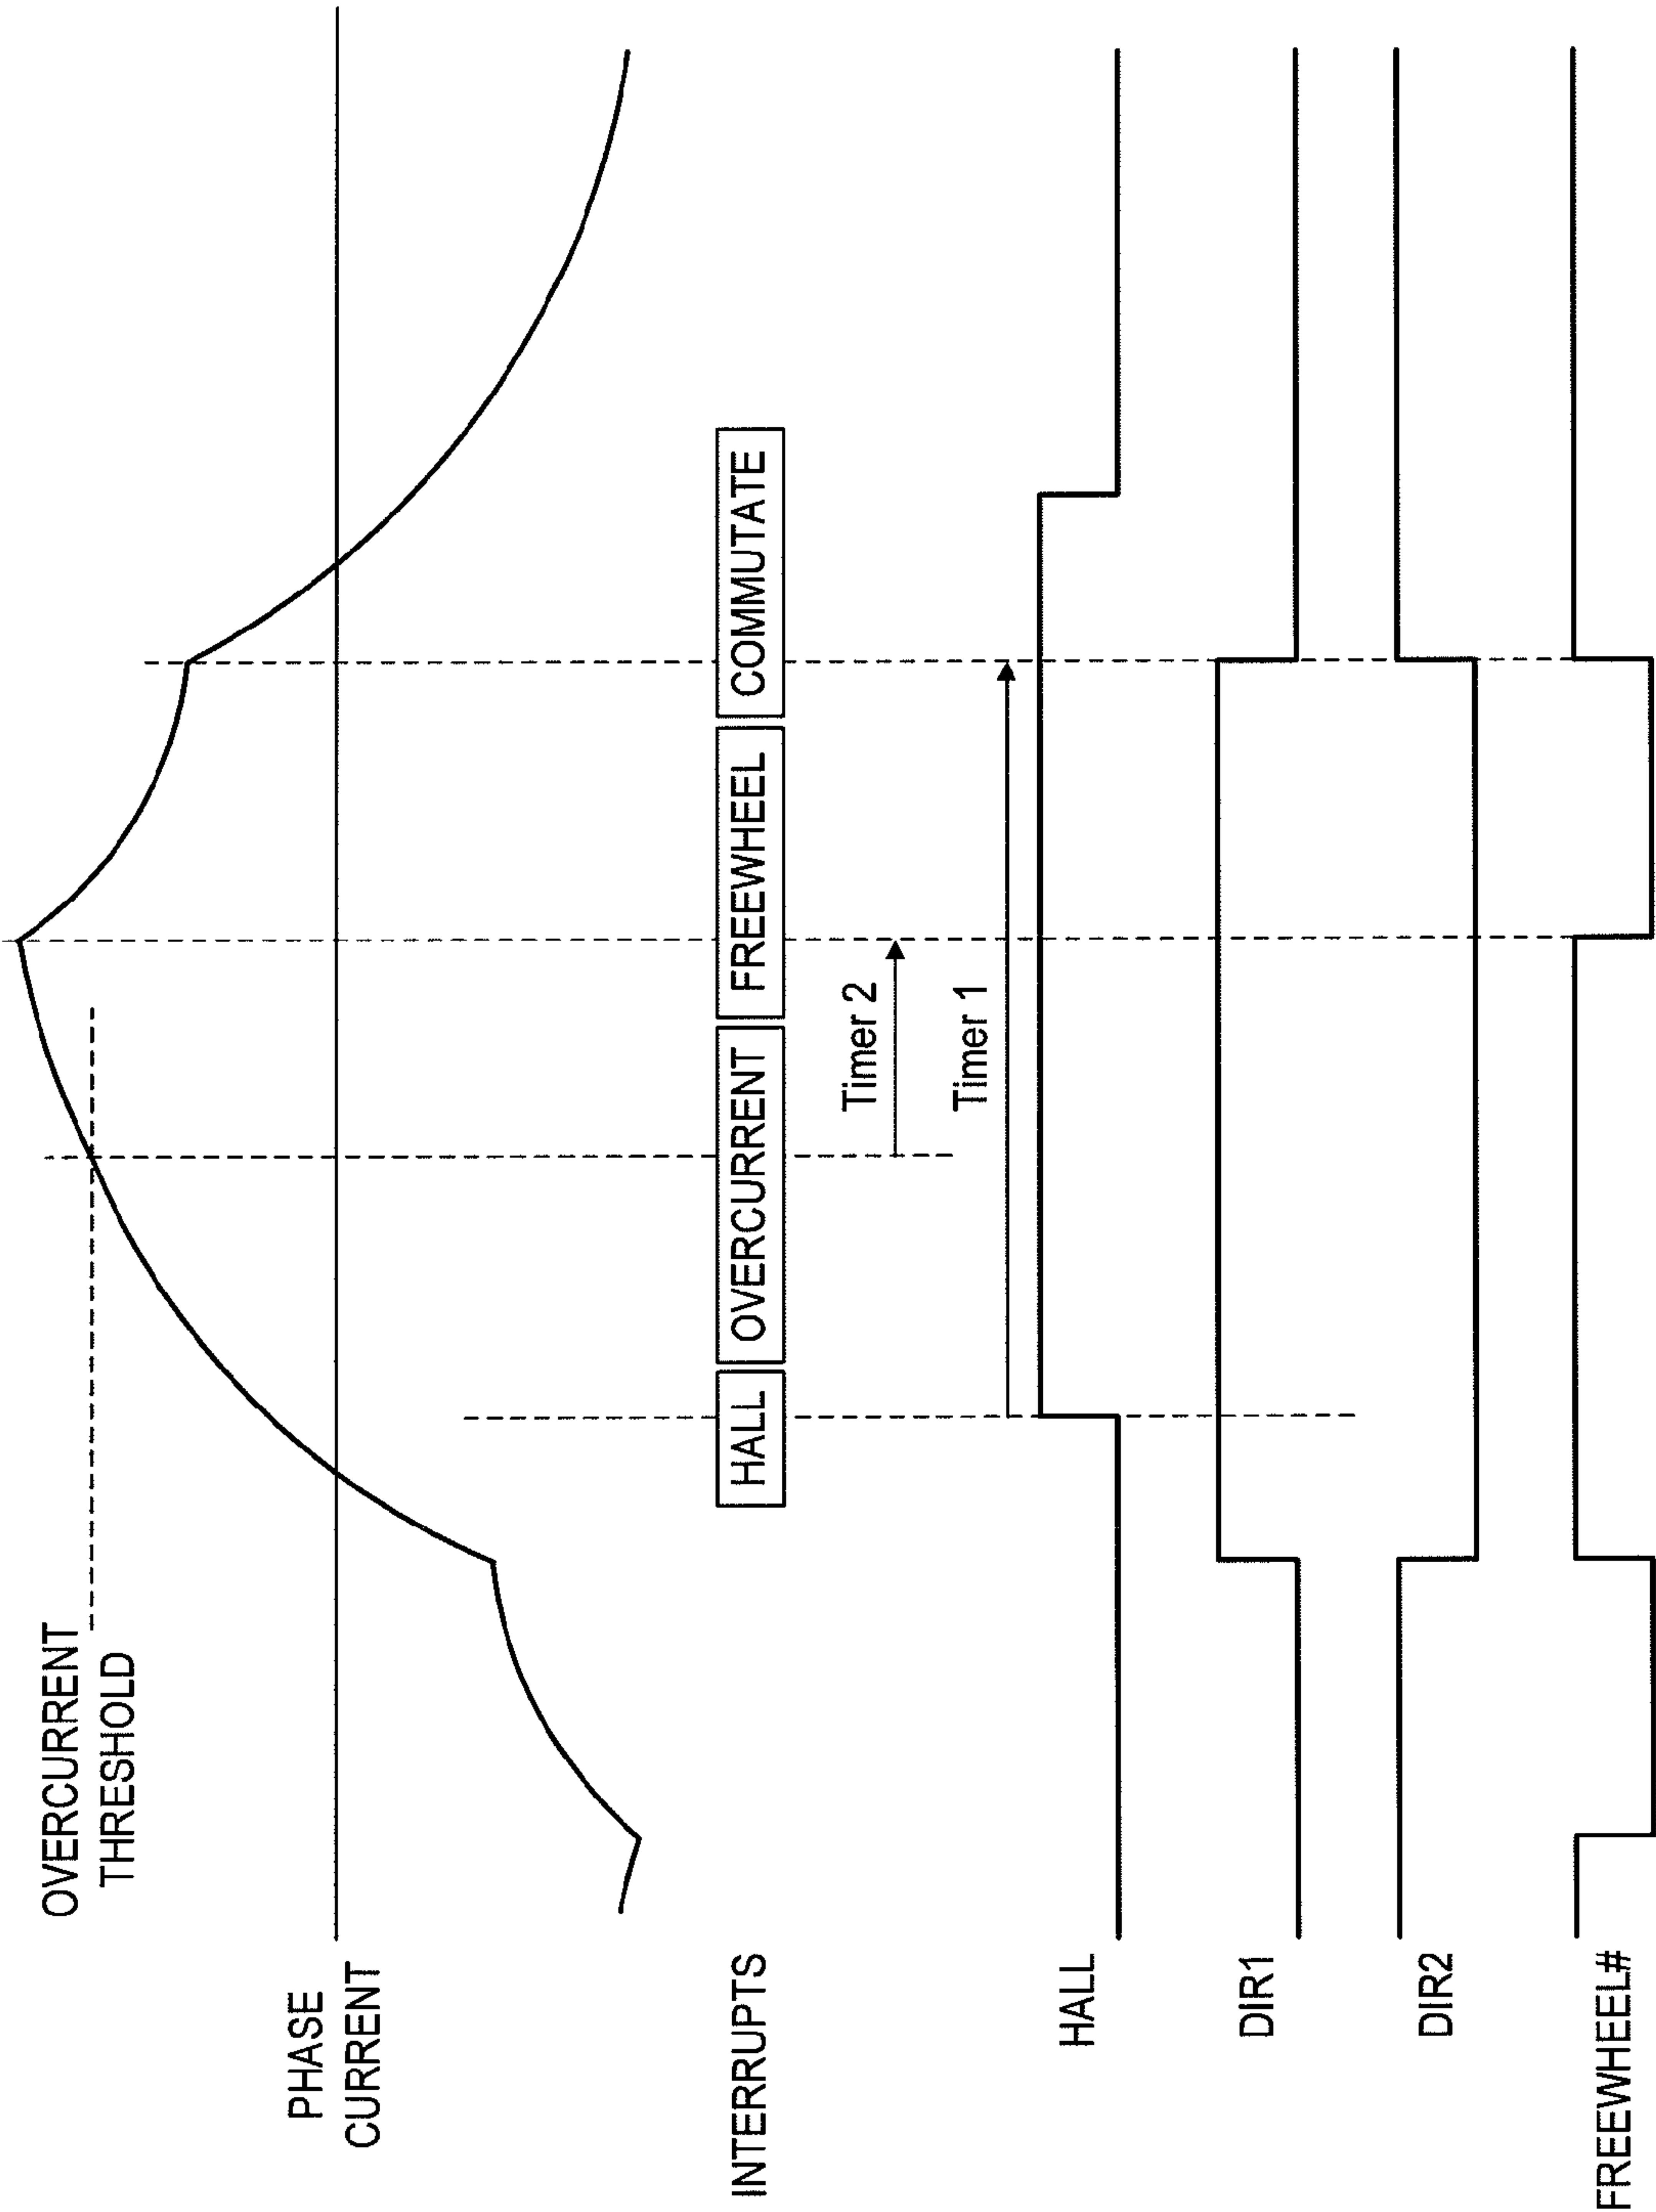 OVERCURRENT
THRESHOLD
PHASE
CURRENT
INTERRUPTS
HALL
OVERCURRENT
FREEWHEEL
COMMUTATE
Timer 2
Timer 1
HALL
DIR1
DIR2
FREEWHEEL#